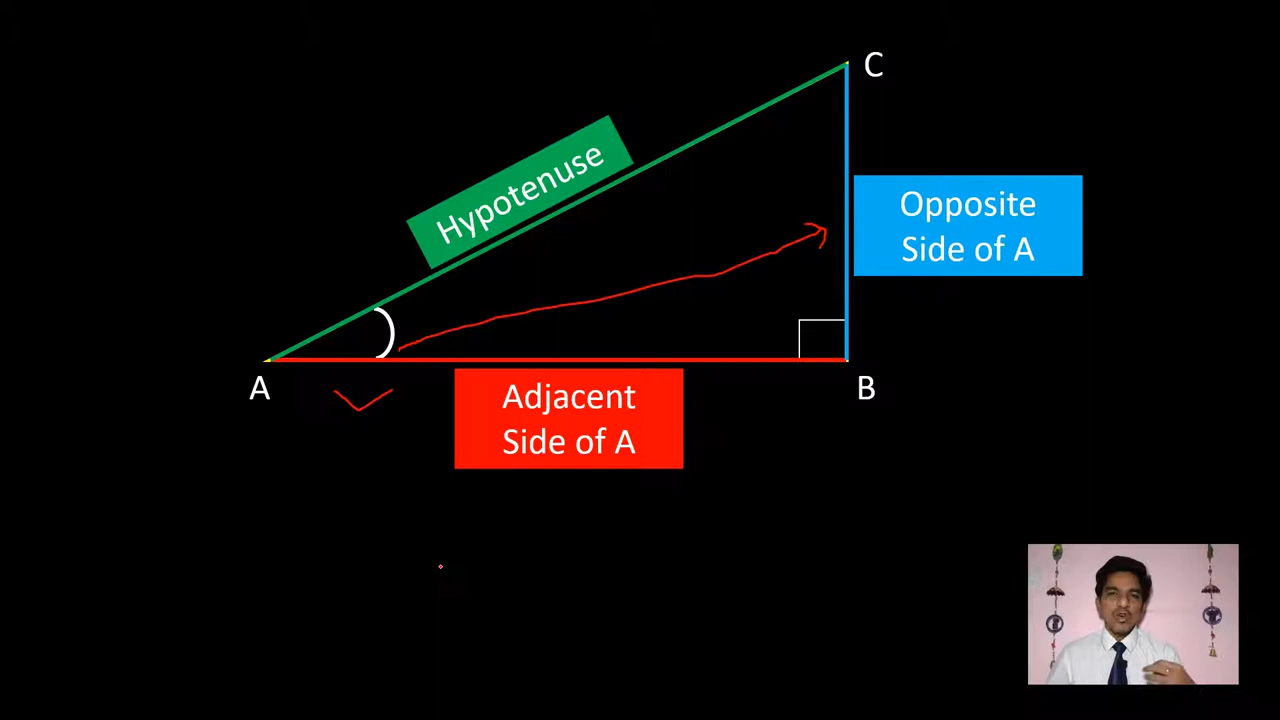 C
Hypotenuse
Opposite
Side of A
A
B
Adjacent
Side of A